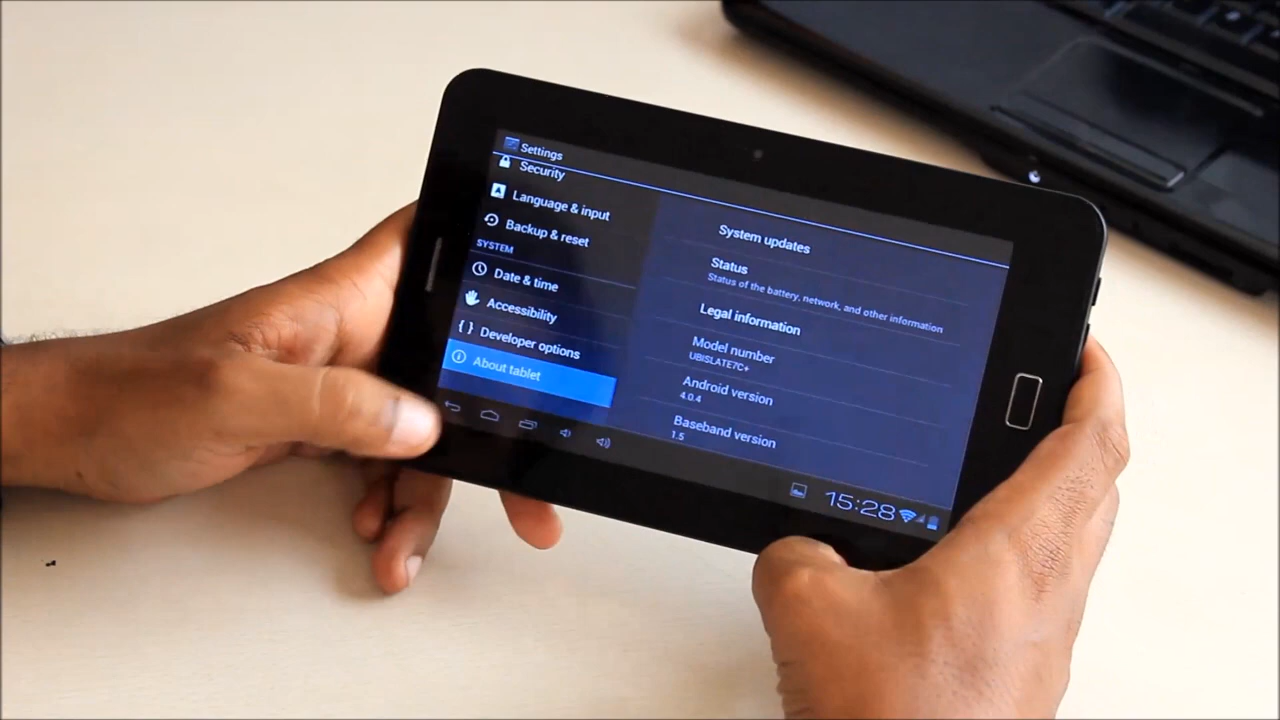 Settings
Security
Language & input
Backup & reset
SYSTEM
Date & time
Accessibility
{ } Developer options
About tablet
System updates
Status
Status of the battery, network, and other information
Legal information
Model number
UBISLATE7C+
Android version
4.0.4
Baseband version
1.5
15:28